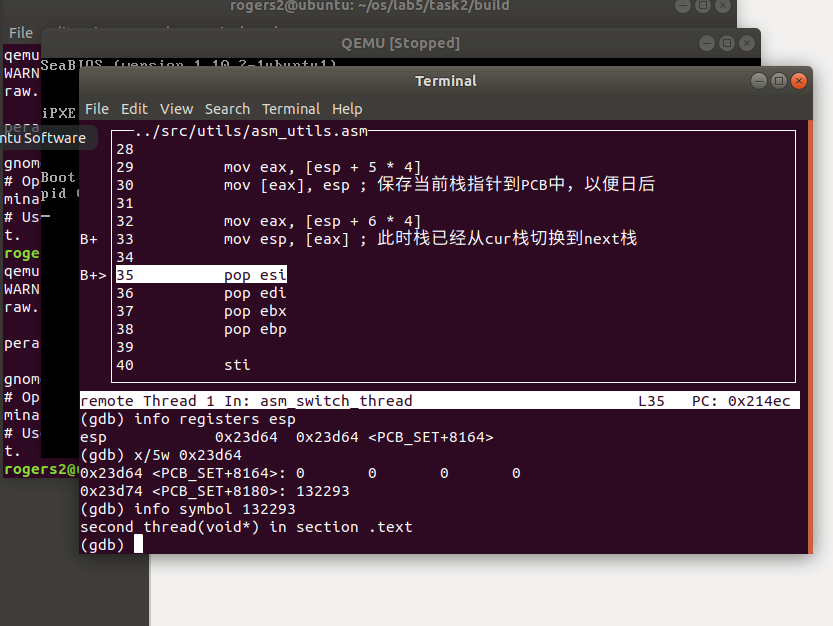 rogers2@ubuntu: ~/os/lab5/task2/build
File
QEMU [Stopped]
qemu
WARN
raw.
SeaBIOS (version 1.10.2-1ubuntu1)
iPXE
Terminal
File Edit View Search Terminal Help
pera
ntu Software
gnom
# Op
mina
# Us
t.
roge
qemu
WARN
raw.
pera
gnom
# Op
mina
# Us
t.
rogers2@u
Boot
pid
../src/utils/asm_utils.asm
28
29 mov eax, [esp + 5 * 4]
30 mov [eax], esp ; 保存当前栈指针到PCB中，以便日后
31
32 mov eax, [esp + 6 * 4]
B+ 33 mov esp, [eax] ; 此时栈已经从cur栈切换到next栈
34
B+> 35 pop esi
36 pop edi
37 pop ebx
38 pop ebp
39
40 sti
remote Thread 1 In: asm_switch_thread L35 PC: 0x214ec
(gdb) info registers esp
esp 0x23d64 0x23d64 <PCB_SET+8164>
(gdb) x/5w 0x23d64
0x23d64 <PCB_SET+8164>: 0 0 0 0
0x23d74 <PCB_SET+8180>: 132293
(gdb) info symbol 132293
second_thread(void*) in section .text
(gdb)